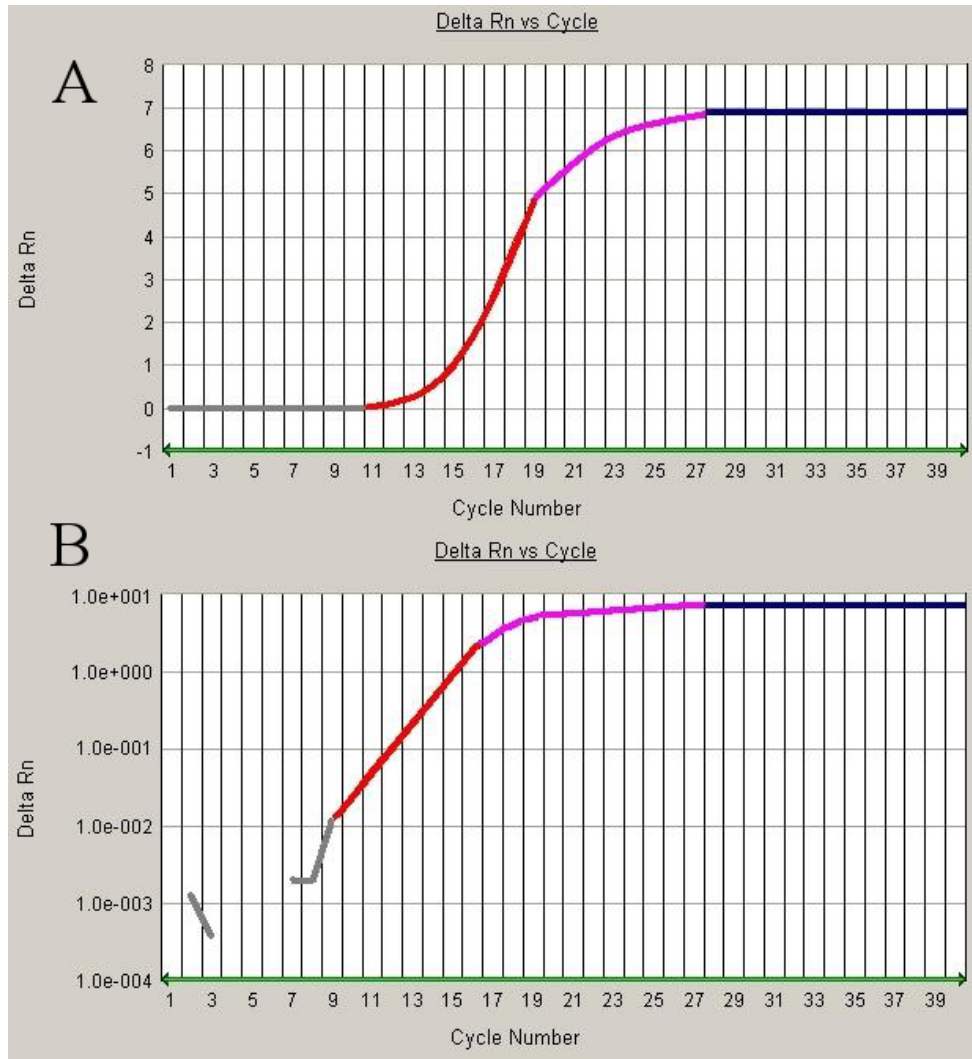 Delta Rn vs Cycle
A
8
7
6
5
4
3
2
1
0
-1
Delta Rn
1 3 5 7 9 11 13 15 17 19 21 23 25 27 29 31 33 35 37 39
Cycle Number
B
Delta Rn vs Cycle
1.0e+001
1.0e+000
1.0e-001
1.0e-002
1.0e-003
1.0e-004
Delta Rn
1 3 5 7 9 11 13 15 17 19 21 23 25 27 29 31 33 35 37 39
Cycle Number